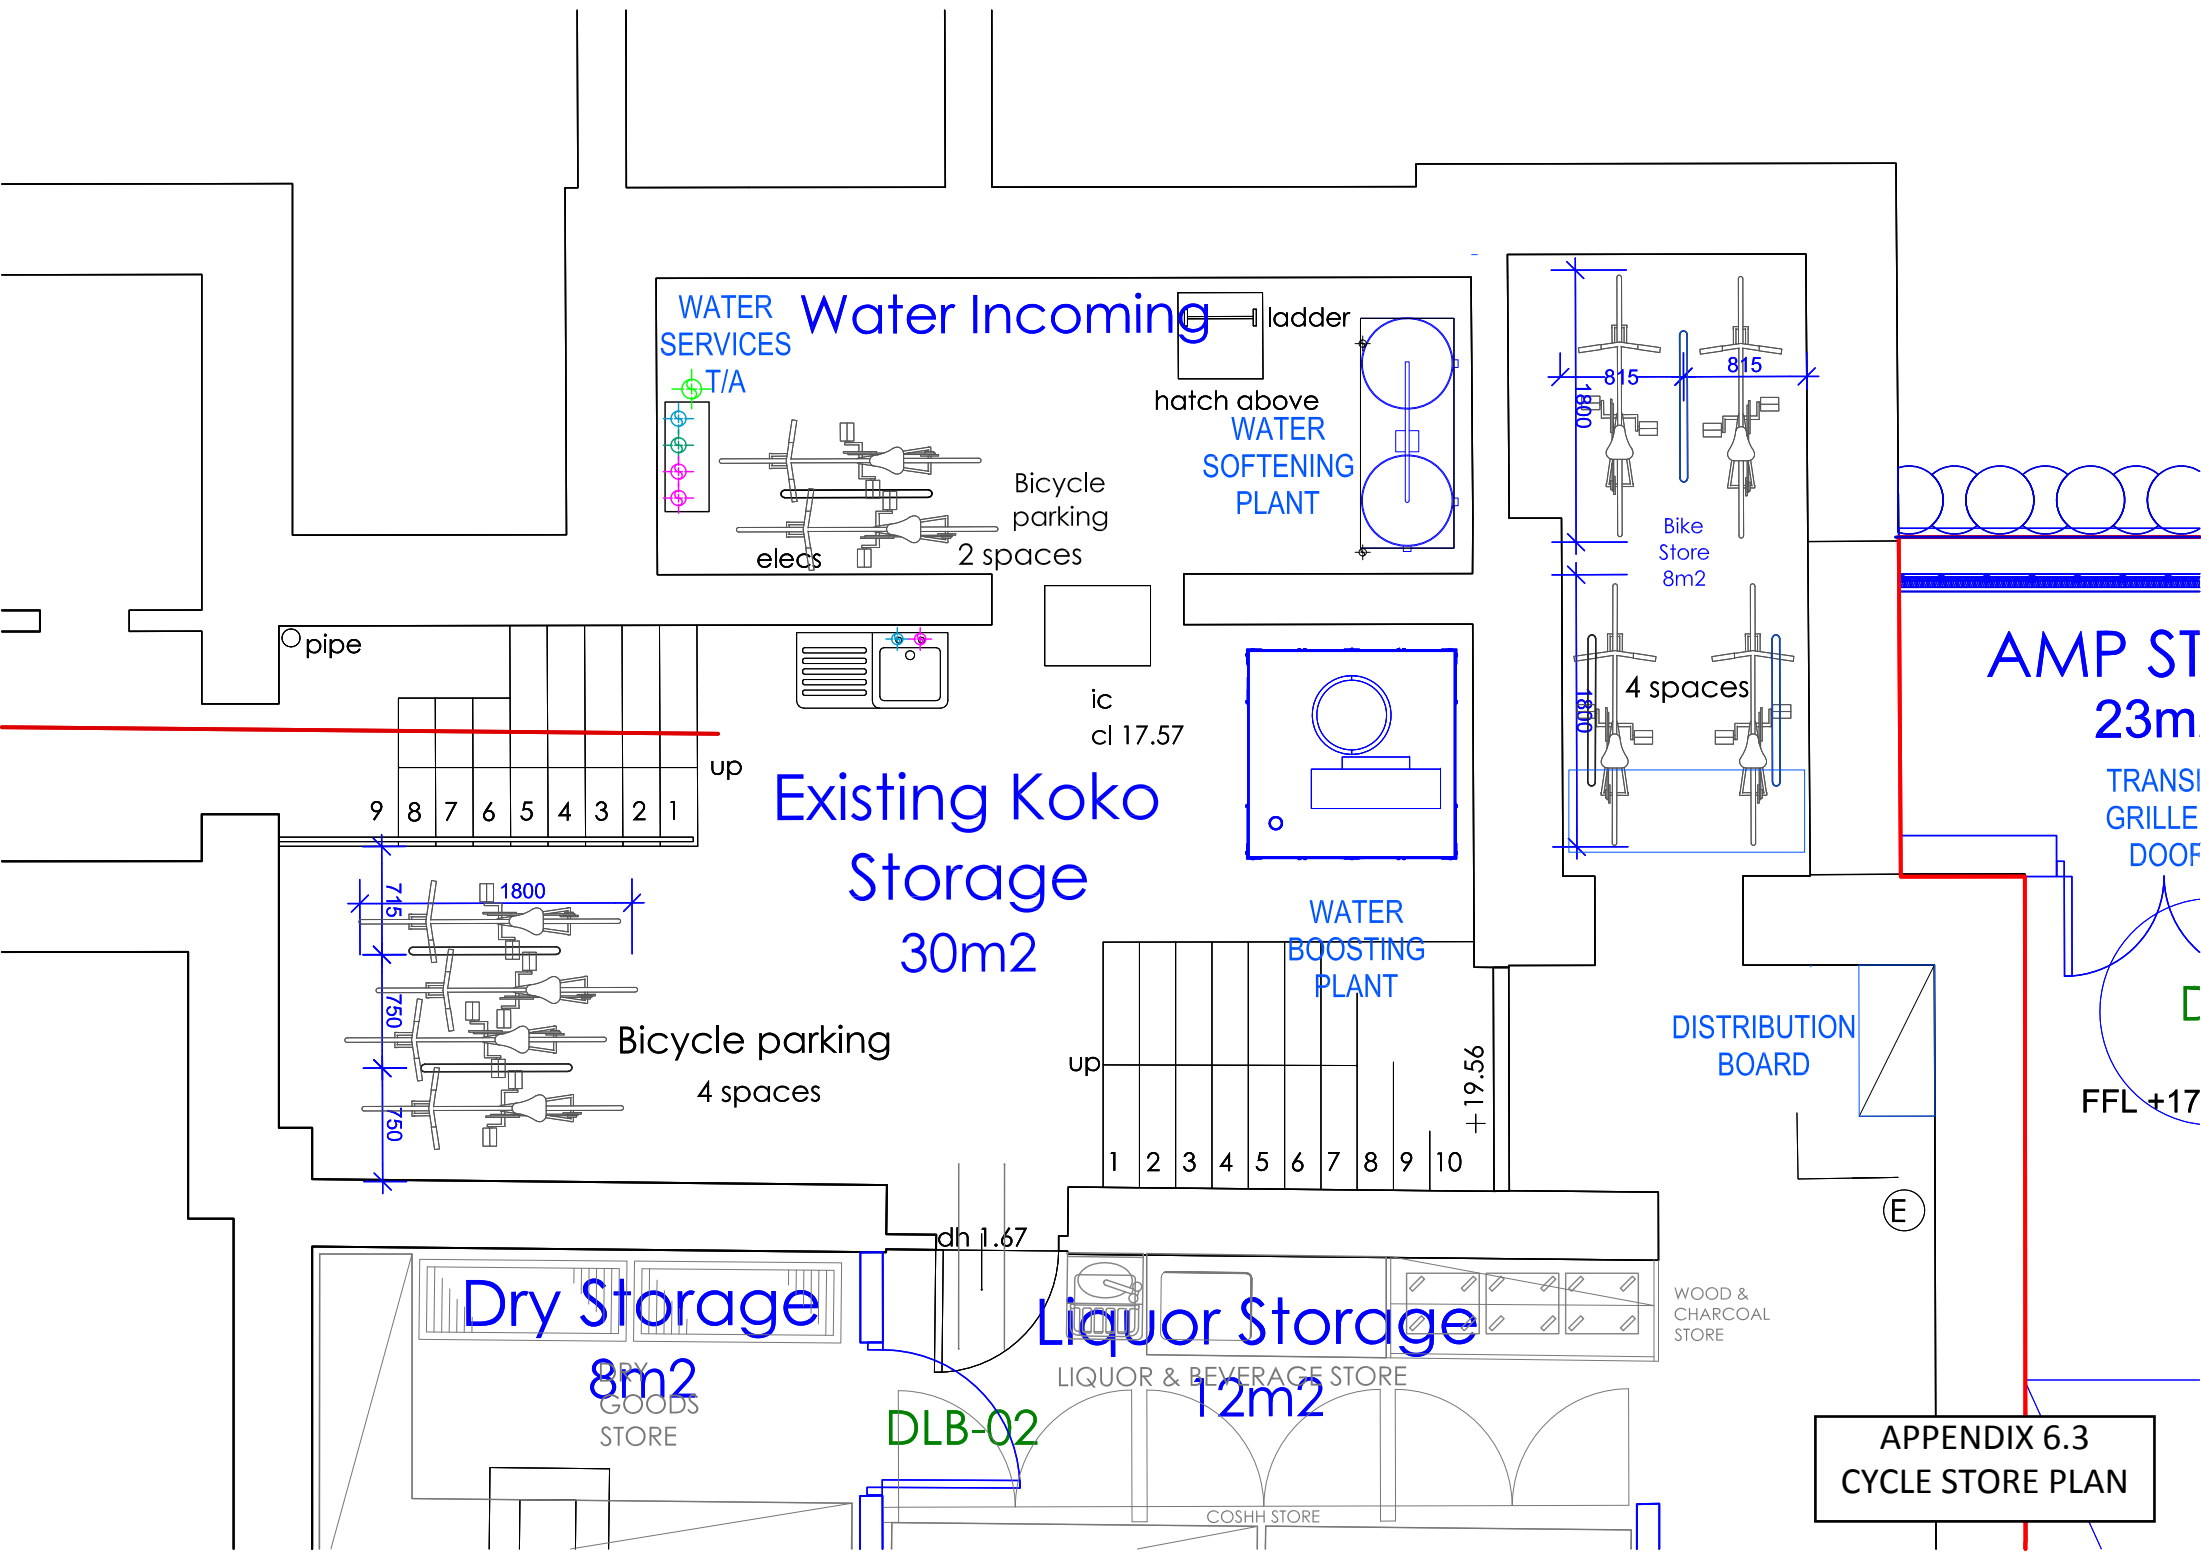 WATER
SERVICES
T/A
Water Incoming
ladder
hatch above
WATER
SOFTENING
PLANT
Bicycle
parking
2 spaces
elecs
815
815
1800
Bike
Store
8m2
1800
4 spaces
AMP ST
23m
TRANSI
GRILLE
DOOR
pipe
ic
cl 17.57
up
9 8 7 6 5 4 3 2 1
Existing Koko
Storage
30m2
715
1800
750
750
Bicycle parking
4 spaces
WATER
BOOSTING
PLANT
up
1 2 3 4 5 6 7 8 9 10
+19.56
DISTRIBUTION
BOARD
FFL +17
E
dh 1.67
Dry Storage
8m2
DRY
GOODS
STORE
DLB-02
Liquor Storage
12m2
LIQUOR & BEVERAGE STORE
WOOD &
CHARCOAL
STORE
COSHH STORE
APPENDIX 6.3
CYCLE STORE PLAN